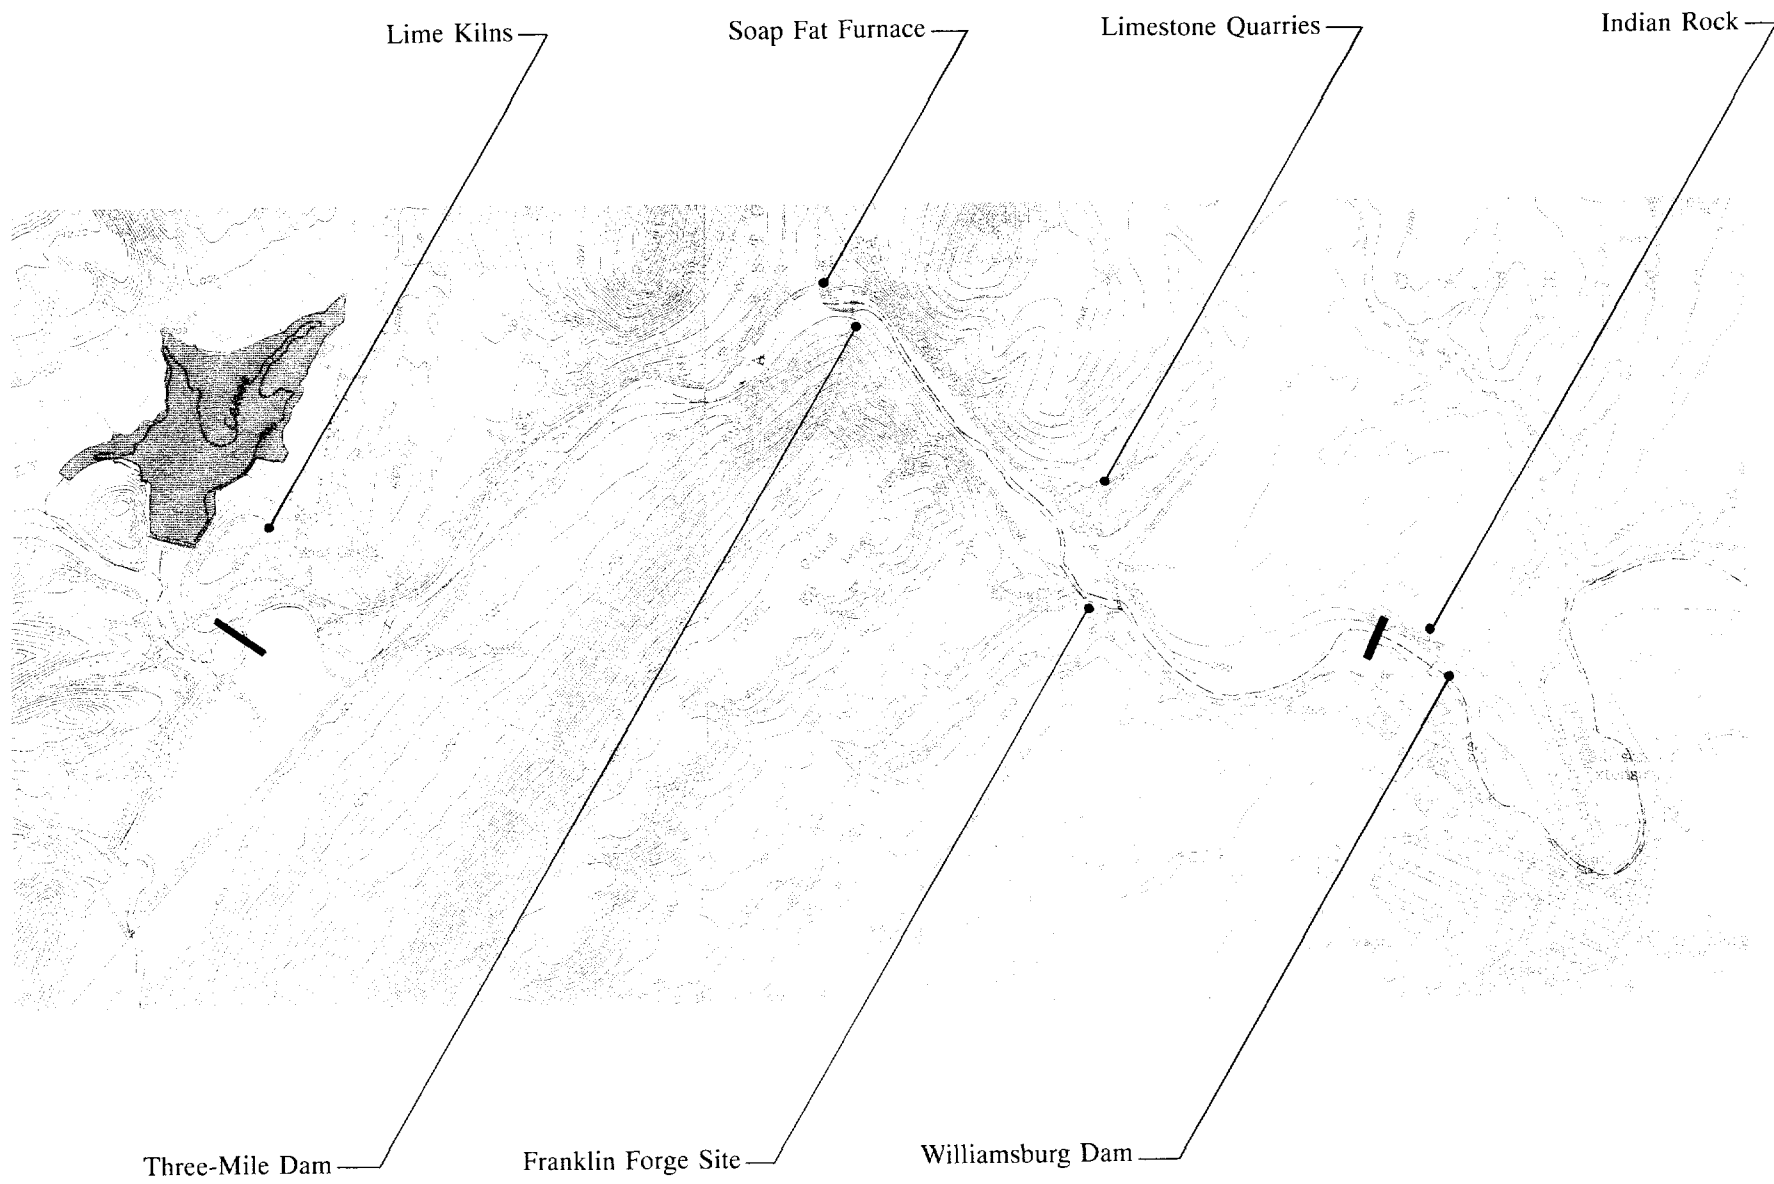 Lime Kilns
Soap Fat Furnace
Limestone Quarries
Indian Rock
Three-Mile Dam
Franklin Forge Site
Williamsburg Dam